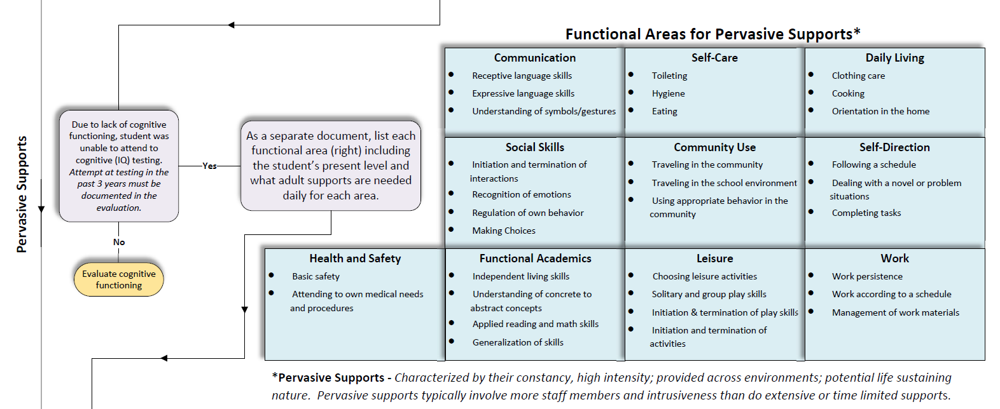 Pervasive Supports
Due to lack of cognitive
functioning, student was
unable to attend to
cognitive (IQ) testing.
Attempt at testing in the
past 3 years must be
documented in the
evaluation.
Yes
No
Evaluate cognitive
functioning
As a separate document, list each
functional area (right) including
the student's present level and
what adult supports are needed
daily for each area.
Functional Areas for Pervasive Supports*
Communication
• Receptive language skills
• Expressive language skills
• Understanding of symbols/gestures
Self-Care
• Toileting
• Hygiene
• Eating
Daily Living
• Clothing care
• Cooking
• Orientation in the home
Social Skills
• Initiation and termination of
interactions
• Recognition of emotions
• Regulation of own behavior
• Making Choices
Community Use
• Traveling in the community
• Traveling in the school environment
• Using appropriate behavior in the
community
Self-Direction
• Following a schedule
• Dealing with a novel or problem
situations
• Completing tasks
Health and Safety
• Basic safety
• Attending to own medical needs
and procedures
Functional Academics
• Independent living skills
• Understanding of concrete to
abstract concepts
• Applied reading and math skills
• Generalization of skills
Leisure
• Choosing leisure activities
• Solitary and group play skills
• Initiation & termination of play skills
• Initiation and termination of
activities
Work
• Work persistence
• Work according to a schedule
• Management of work materials
*Pervasive Supports - Characterized by their constancy, high intensity; provided across environments; potential life sustaining
nature. Pervasive supports typically involve more staff members and intrusiveness than do extensive or time limited supports.